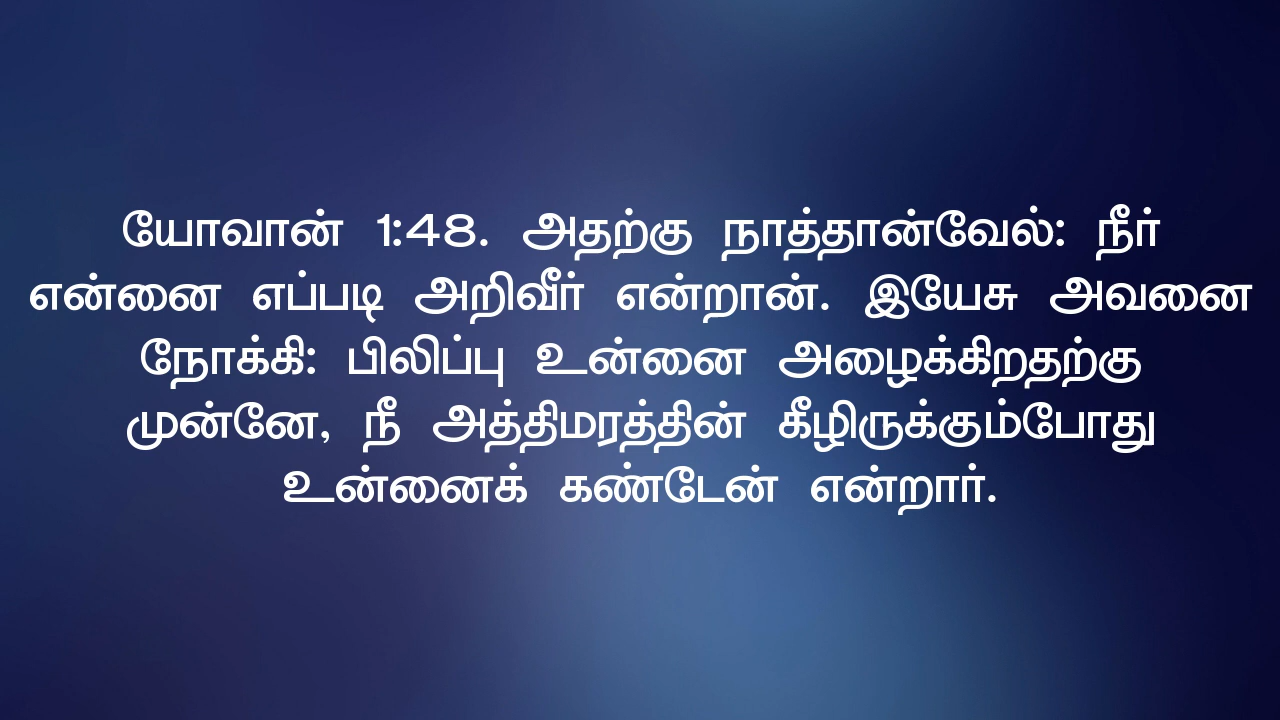 யோவான் 1:48. அதற்கு நாத்தான்வேல்: நீர்
என்னை எப்படி அறிவீர் என்றான். இயேசு அவனை
நோக்கி: பிலிப்பு உன்னை அழைக்கிறதற்கு
முன்னே, நீ அத்திமரத்தின் கீழிருக்கும்போது
உன்னைக் கண்டேன் என்றார்.